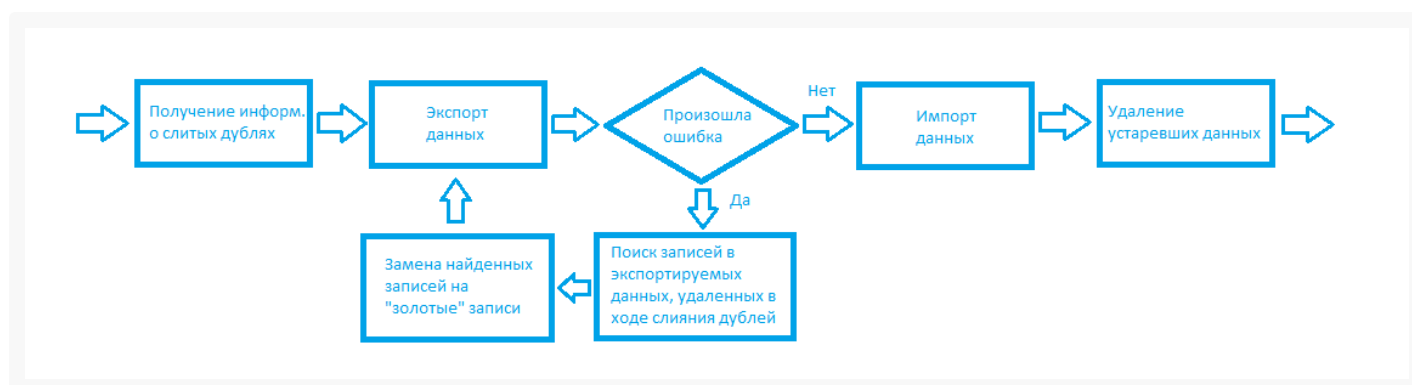 Получение информ.
о слитых дублях
Экспорт
данных
Произошла
ошибка
Нет
Импорт
данных
Удаление
устаревших данных
Да
Поиск записей в
экспортируемых
данных, удаленных в
ходе слияния дублей
Замена найденных
записей на
"золотые" записи